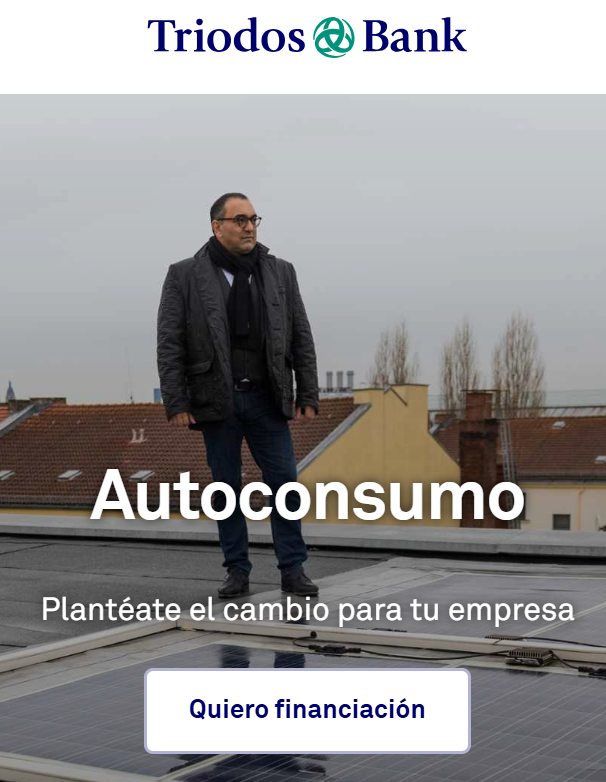 Triodos Bank
Autoconsumo
Plantéate el cambio para tu empresa
Quiero financiación